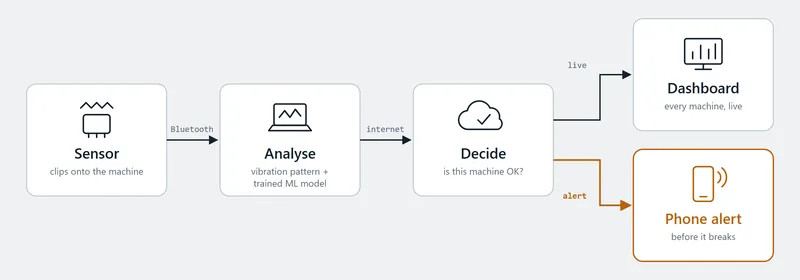 Sensor
clips onto the machine
Bluetooth
Analyse
vibration pattern +
trained ML model
internet
Decide
is this machine OK?
live
Dashboard
every machine, live
alert
Phone alert
before it breaks